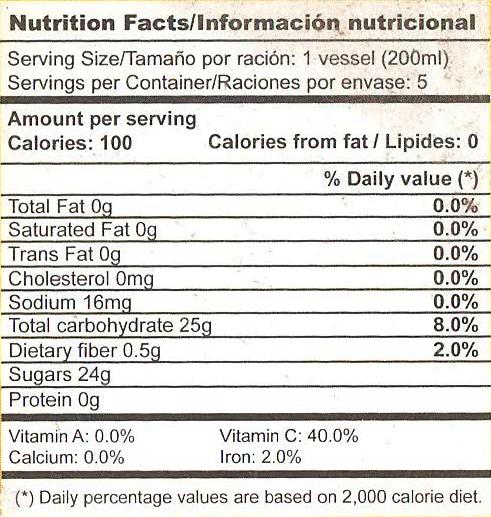 Nutrition Facts/Información nutricional
Serving Size/Tamaño por ración: 1 vessel (200ml)
Servings per Container/Raciones por envase: 5
Amount per serving
Calories: 100 Calories from fat / Lipides: 0
% Daily value (*)
Total Fat 0g 0.0%
Saturated Fat 0g 0.0%
Trans Fat 0g 0.0%
Cholesterol 0mg 0.0%
Sodium 16mg 0.0%
Total carbohydrate 25g 8.0%
Dietary fiber 0.5g 2.0%
Sugars 24g
Protein 0g
Vitamin A: 0.0% Vitamin C: 40.0%
Calcium: 0.0% Iron: 2.0%
(*) Daily percentage values are based on 2,000 calorie diet.